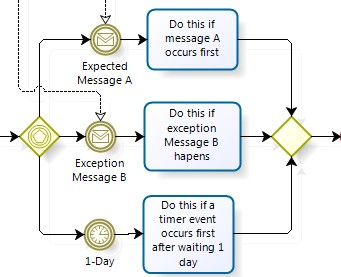 Do this if
message A
occurs first
Expected
Message A
Do this if
exception
Message B
hapens
Exception
Message B
Do this if a
timer event
occurs first
after waiting 1
day
1-Day